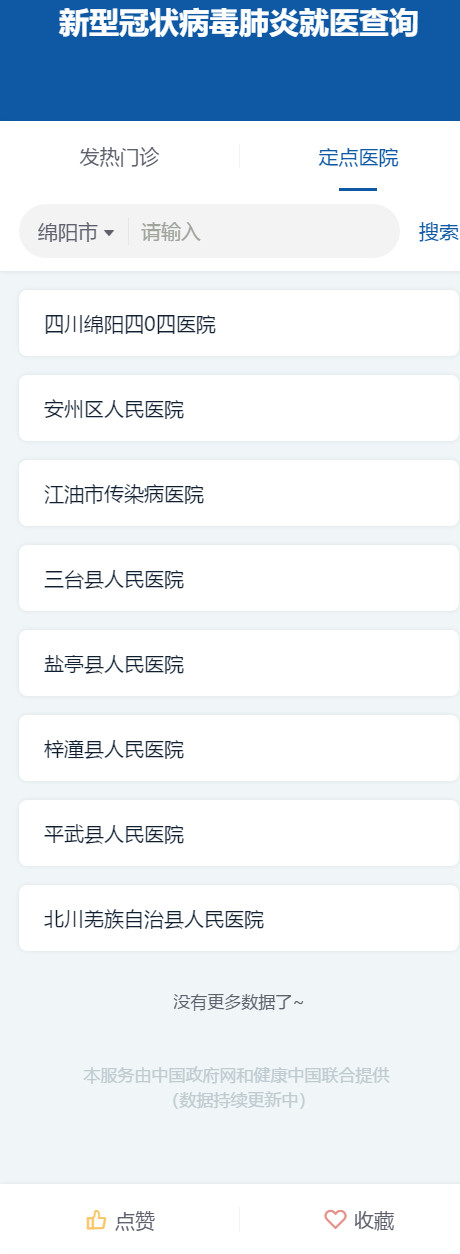 新型冠状病毒肺炎就医查询
发热门诊 定点医院
绵阳市 请输入 搜索
四川绵阳四0四医院
安州区人民医院
江油市传染病医院
三台县人民医院
盐亭县人民医院
梓潼县人民医院
平武县人民医院
北川羌族自治县人民医院
没有更多数据了~
本服务由中国政府网和健康中国联合提供
（数据持续更新中）
点赞 收藏